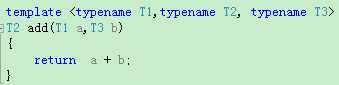 template <typename T1,typename T2, typename T3>
T2 add(T1 a,T3 b)
{
    return  a + b;
}